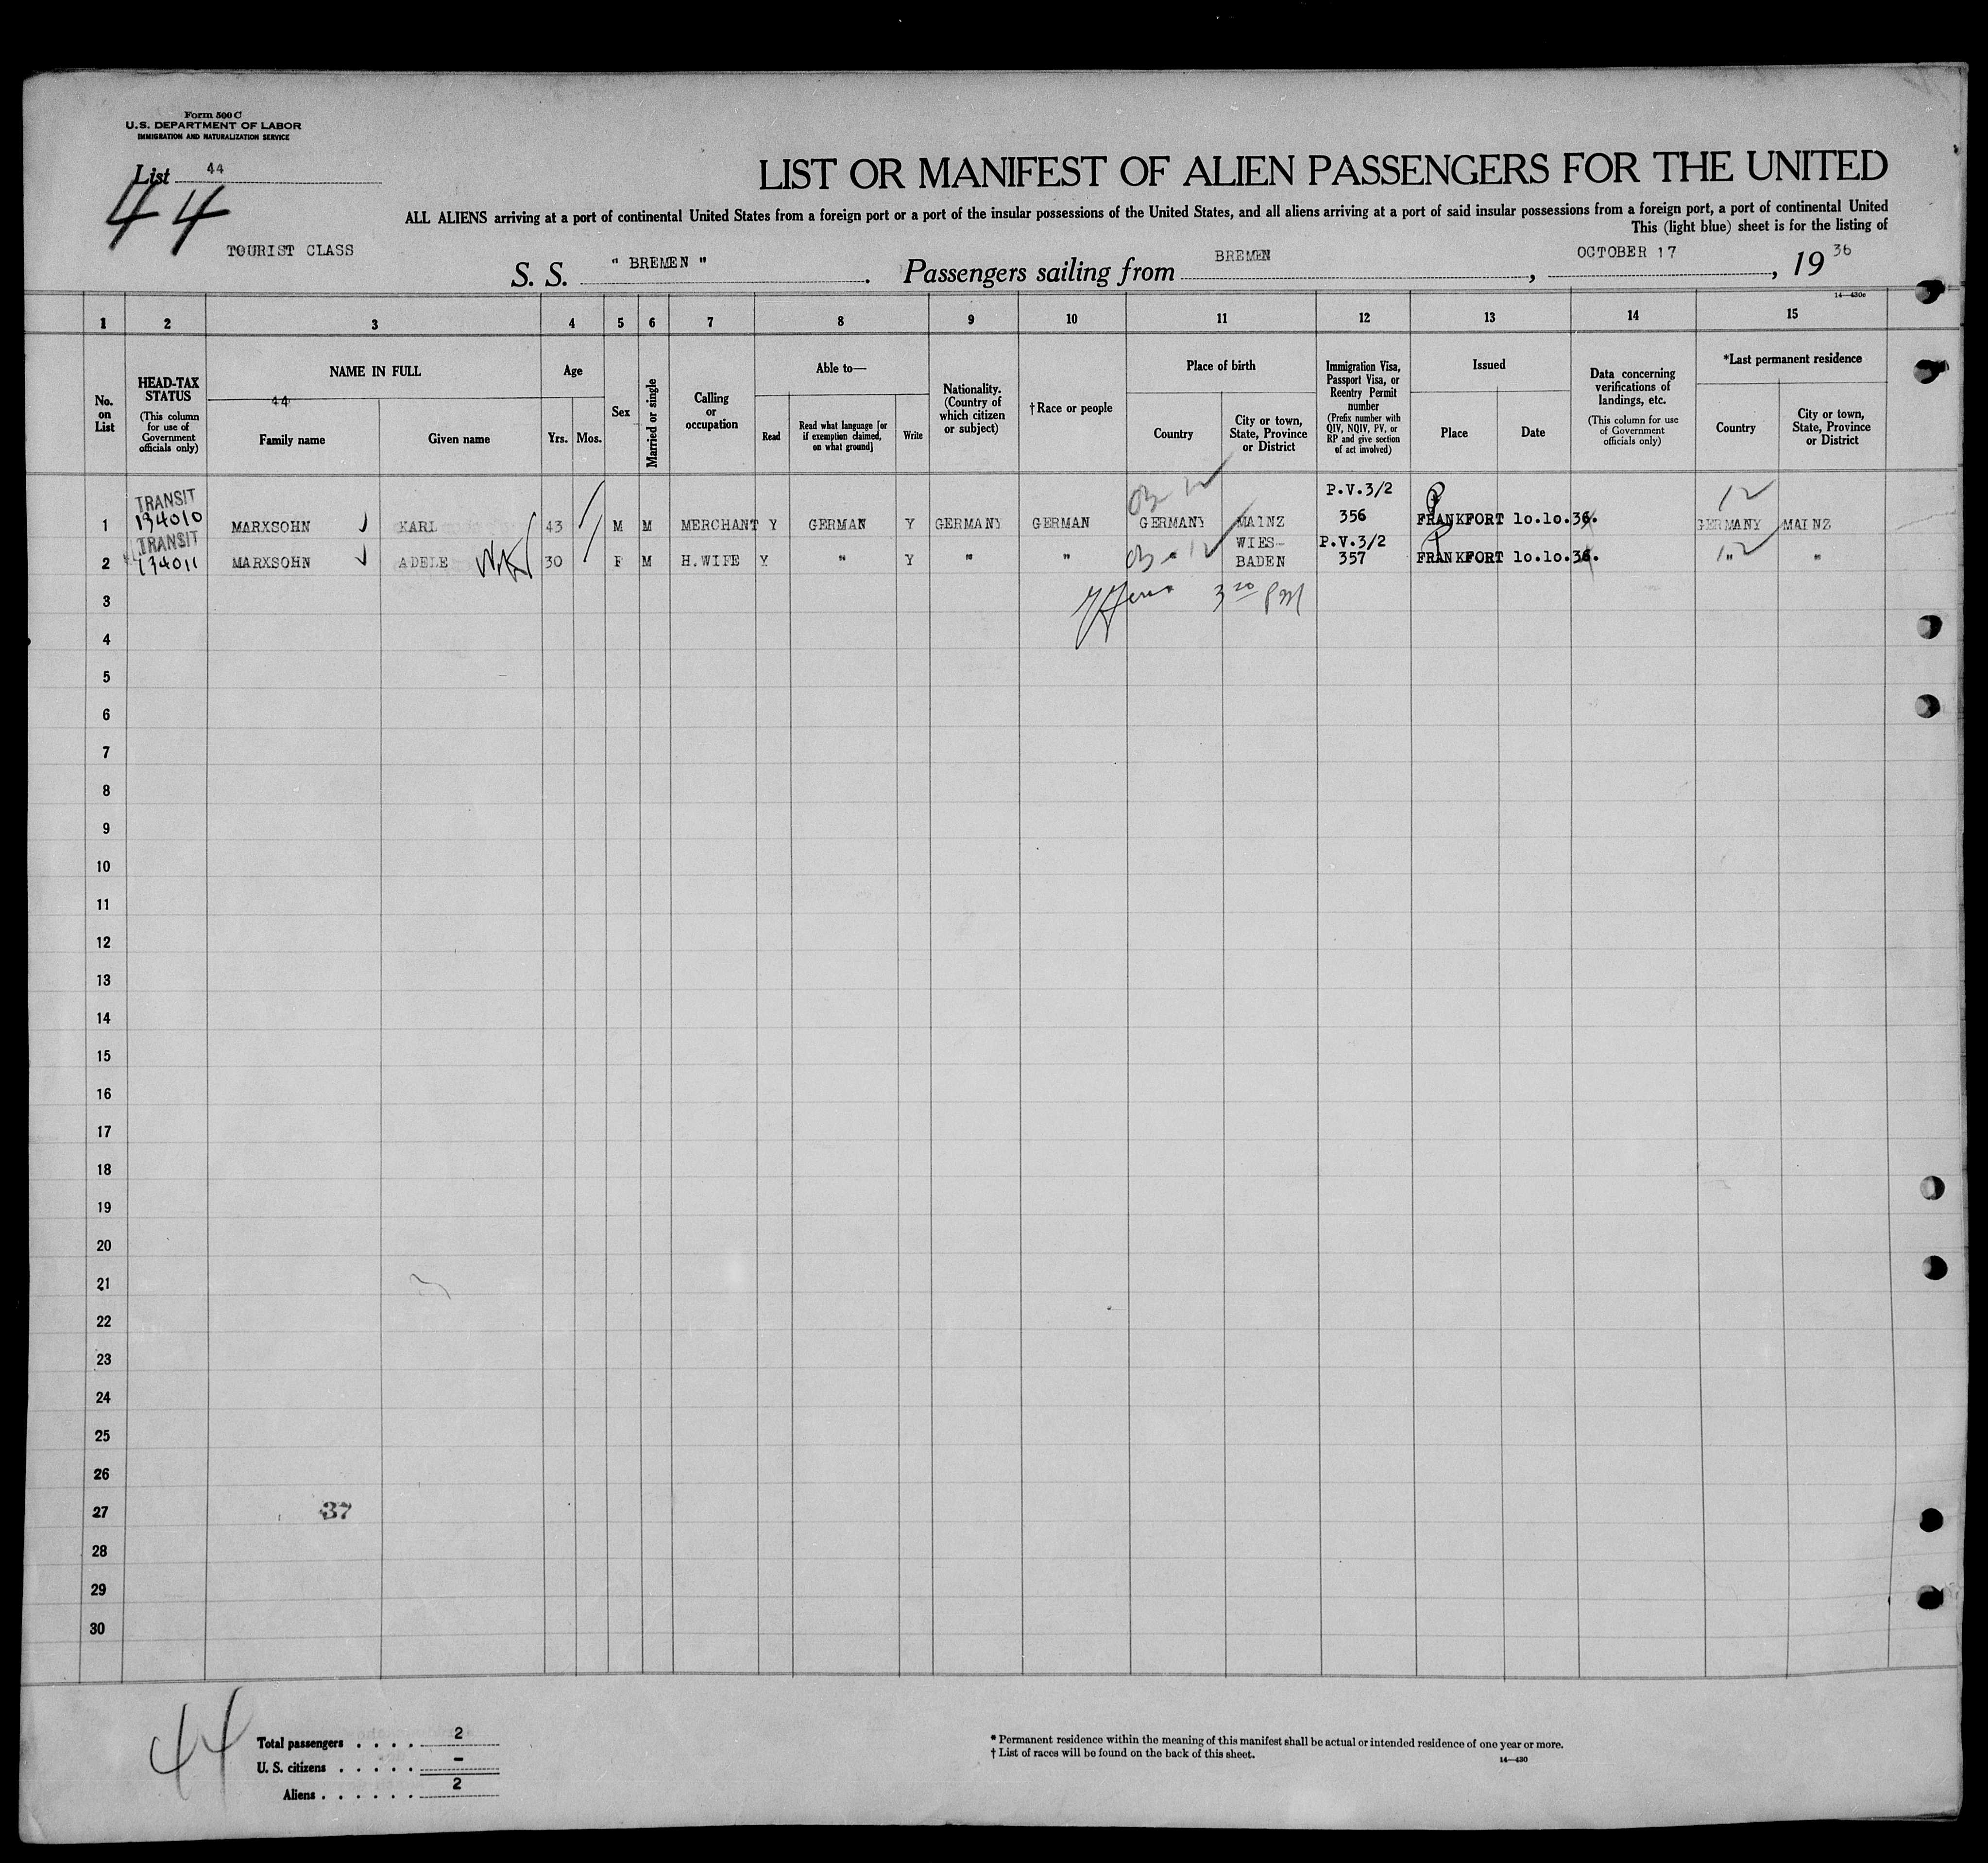 Form 500 C
U.S. DEPARTMENT OF LABOR
IMMIGRATION AND NATURALIZATION SERVICE
List 44
44
LIST OR MANIFEST OF ALIEN PASSENGERS FOR THE UNITED
ALL ALIENS arriving at a port of continental United States from a foreign port or a port of the insular possessions of the United States, and all aliens arriving at a port of said insular possessions from a foreign port, a port of continental United
This (light blue) sheet is for the listing of
TOURIST CLASS
S. S. " BREMEN ". Passengers sailing from BREMEN, OCTOBER 17, 1936
14—430c
1 2 3 4 5 6 7 8 9 10 11 12 13 14 15
No. on List
HEAD-TAX STATUS (This column for use of Government officials only)
NAME IN FULL
44
Family name
Given name
Age
Yrs. Mos.
Sex
Married or single
Calling or occupation
Able to—
Read
Read what language [or if exemption claimed, on what ground]
Write
Nationality. (Country of which citizen or subject)
†Race or people
Place of birth
Country
City or town, State, Province or District
Immigration Visa, Passport Visa, or Reentry Permit number (Prefix number with QIV, NQIV, PV, or RP and give section of act involved)
Issued
Place
Date
Data concerning verifications of landings, etc. (This column for use of Government officials only)
*Last permanent residence
Country
City or town, State, Province or District
TRANSIT P.V.3/2 12
1 134010 MARXSOHN KARL 43 M M MERCHANT Y GERMAN Y GERMANY GERMAN GERMANY MAINZ 356 FRANKFORT 10.10.36. GERMANY MAINZ
TRANSIT WIES- P.V.3/2
2 134011 MARXSOHN ADELE 30 F M H.WIFE Y " Y " " " BADEN 357 FRANKFORT 10.10.36. " "
12
3 3 20 PM
4
5
6
7
8
9
10
11
12
13
14
15
16
17
18
19
20
21
22
23
24
25
26
27 37
28
29
30
44
Total passengers . . . . 2
U. S. citizens . . . . . –
Aliens . . . . . . 2
* Permanent residence within the meaning of this manifest shall be actual or intended residence of one year or more.
† List of races will be found on the back of this sheet.
14—430